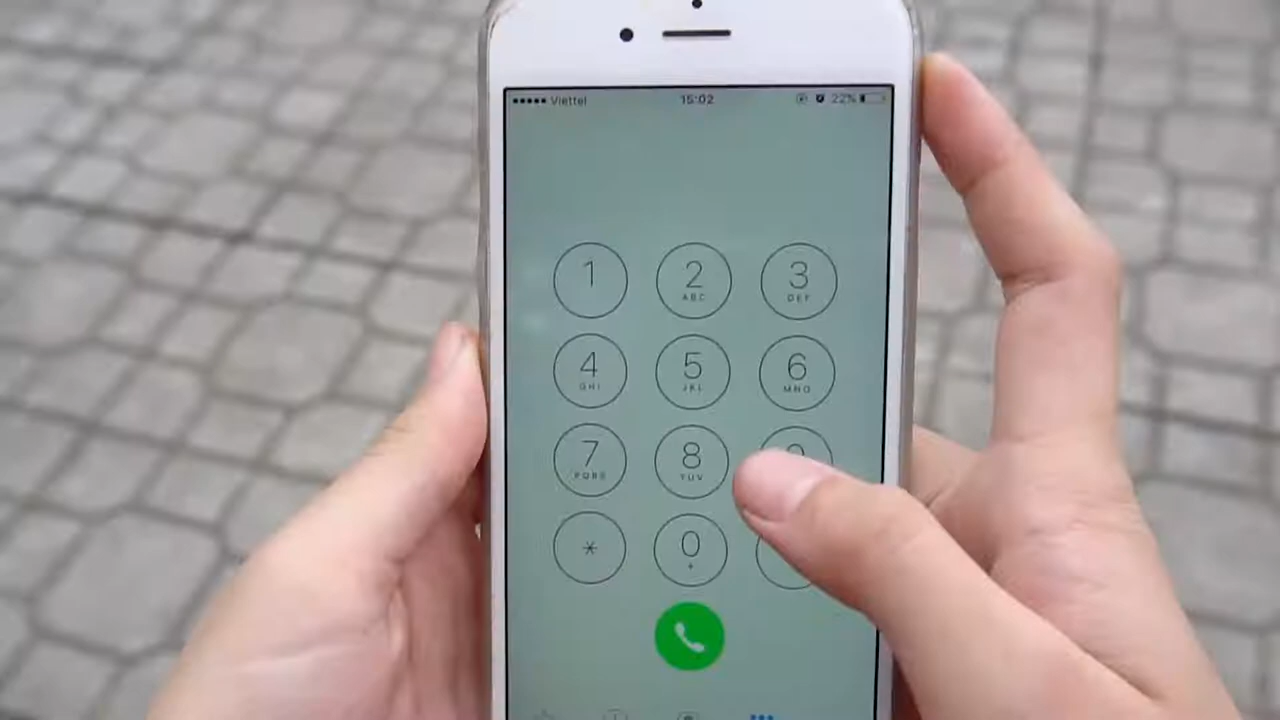 Viettel 15:02 22%
1 2 3
ABC DEF
4 5 6
GHI JKL MNO
7 8
PQRS TUV
* 0
+